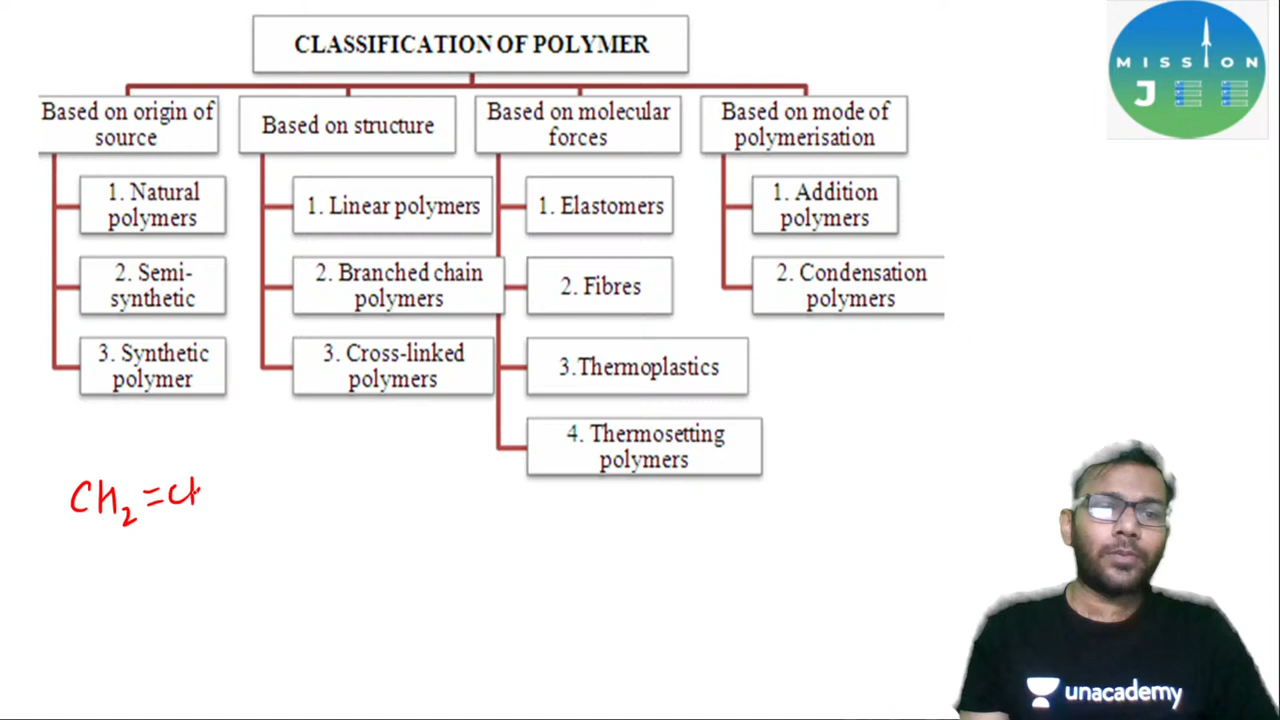 CLASSIFICATION OF POLYMER
MISSION
JEE
Based on origin of
source
Based on structure
Based on molecular
forces
Based on mode of
polymerisation
1. Natural
polymers
1. Linear polymers
1. Elastomers
1. Addition
polymers
2. Semi-
synthetic
2. Branched chain
polymers
2. Fibres
2. Condensation
polymers
3. Synthetic
polymer
3. Cross-linked
polymers
3.Thermoplastics
4. Thermosetting
polymers
CH₂=
unacademy